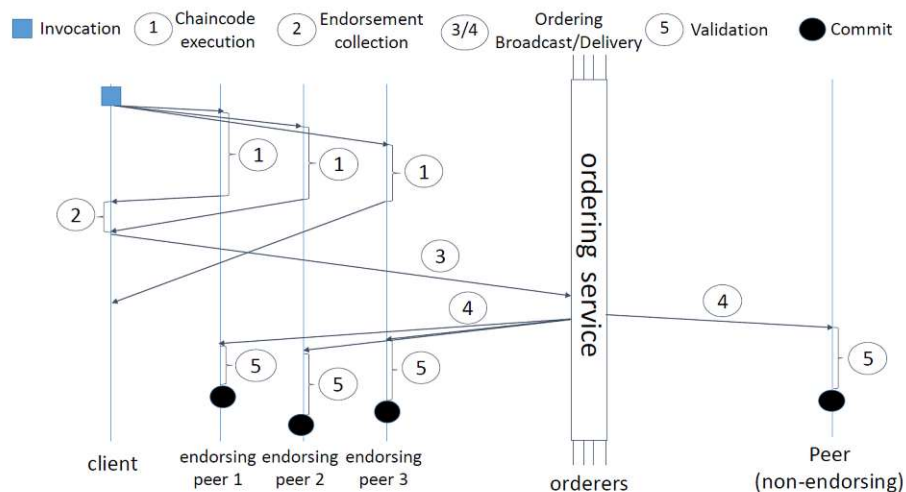 Invocation
1
Chaincode
execution
2
Endorsement
collection
3/4
Ordering
Broadcast/Delivery
5
Validation
Commit
1
1
1
2
3
4
4
5
5
5
5
ordering service
client
endorsing
peer 1
endorsing
peer 2
endorsing
peer 3
orderers
Peer
(non-endorsing)